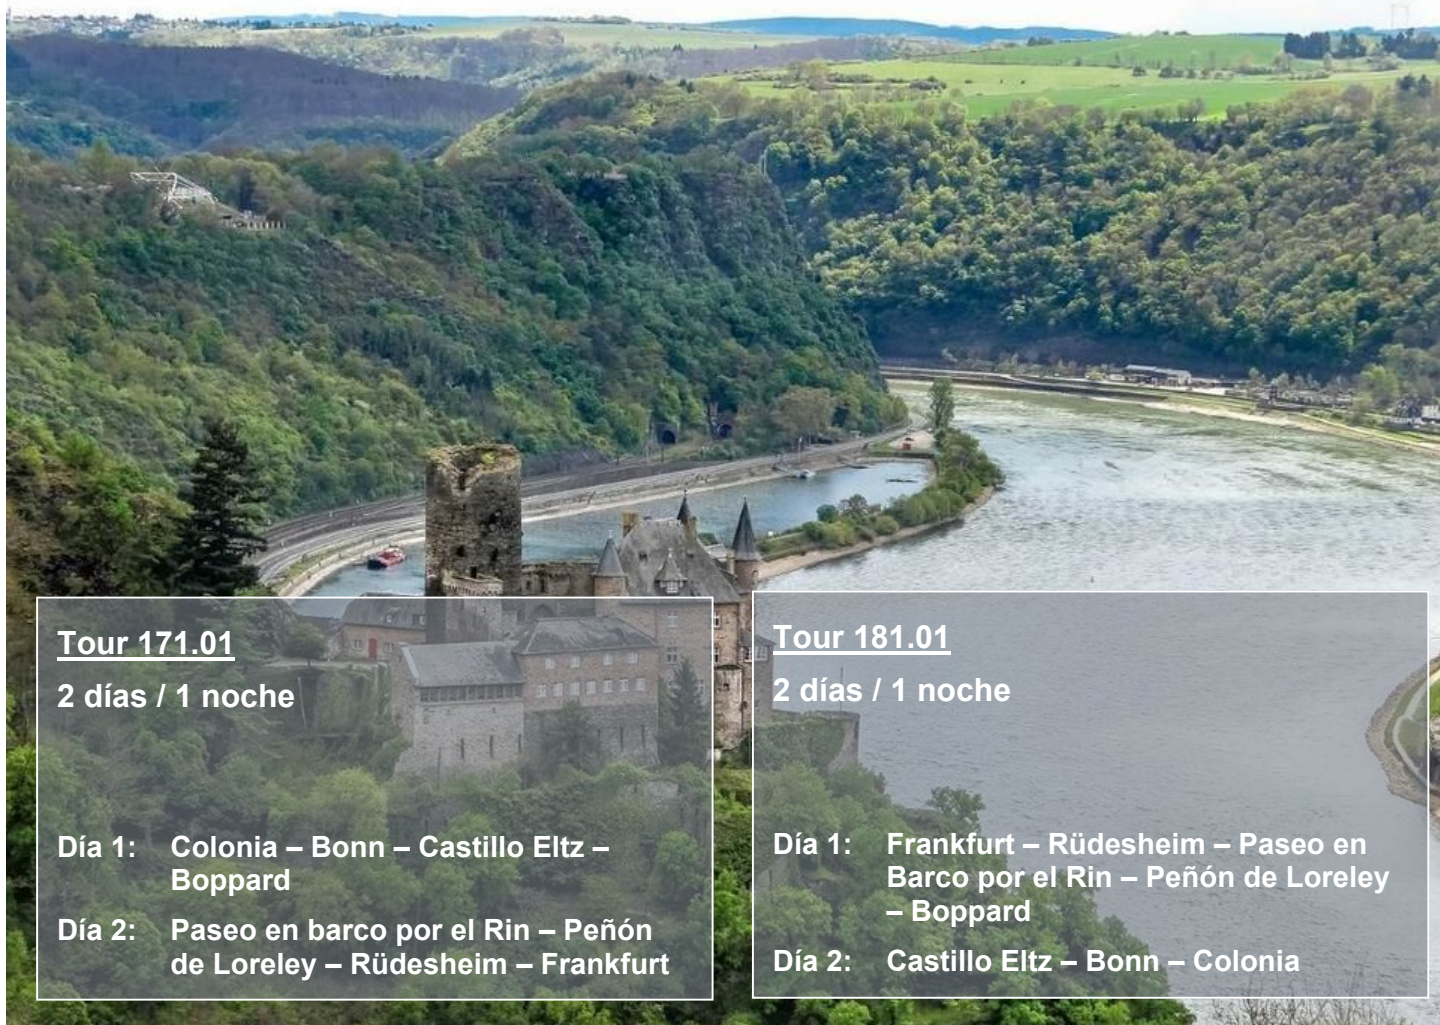 Tour 171.01
2 días / 1 noche
Día 1: Colonia – Bonn – Castillo Eltz –
Boppard
Día 2: Paseo en barco por el Rin – Peñón
de Loreley – Rüdesheim – Frankfurt
Tour 181.01
2 días / 1 noche
Día 1: Frankfurt – Rüdesheim – Paseo en
Barco por el Rin – Peñón de Loreley
– Boppard
Día 2: Castillo Eltz – Bonn – Colonia